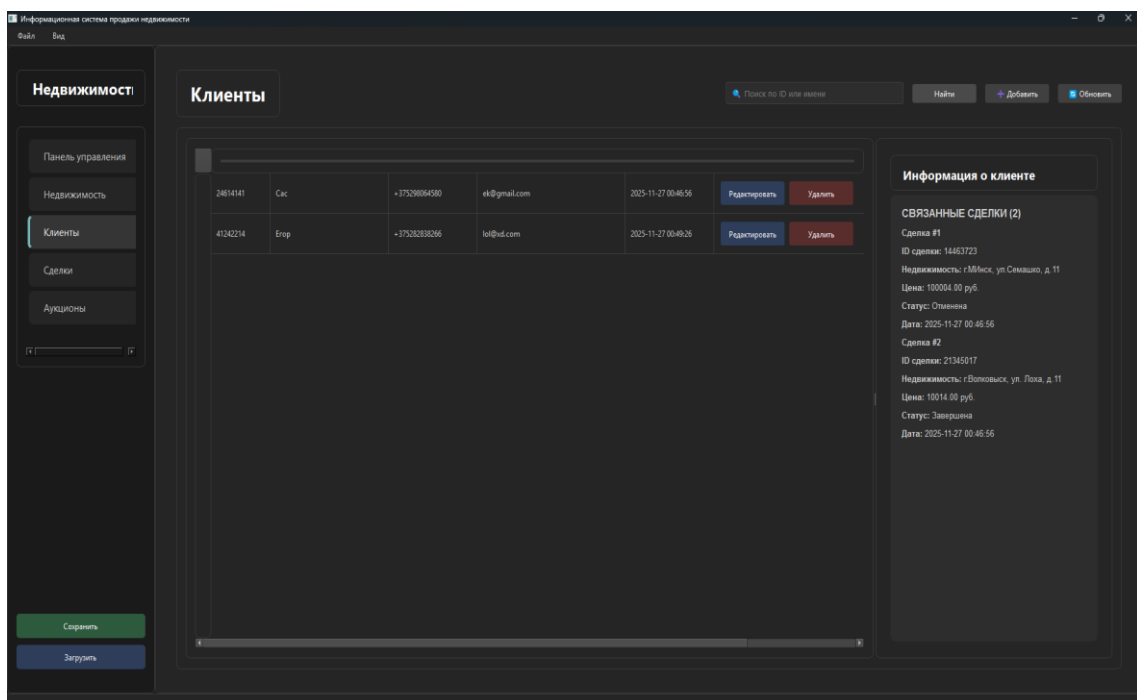 Информационная система продажи недвижимости
Файл Вид
Недвижимост
Панель управления
Недвижимость
Клиенты
Сделки
Аукционы
Сохранить
Загрузить
Клиенты
Поиск по ID или имени Найти Добавить Обновить
24614141 Сас +375298064580 ek@gmail.com 2025-11-27 00:46:56 Редактировать Удалить
41242214 Егор +375282838266 lol@xd.com 2025-11-27 00:49:26 Редактировать Удалить
Информация о клиенте
СВЯЗАННЫЕ СДЕЛКИ (2)
Сделка #1
ID сделки: 14463723
Недвижимость: г.МИнск, ул.Семашко, д.11
Цена: 100004.00 руб.
Статус: Отменена
Дата: 2025-11-27 00:46:56
Сделка #2
ID сделки: 21345017
Недвижимость: г.Волковыск, ул. Лоха, д.11
Цена: 10014.00 руб.
Статус: Завершена
Дата: 2025-11-27 00:46:56